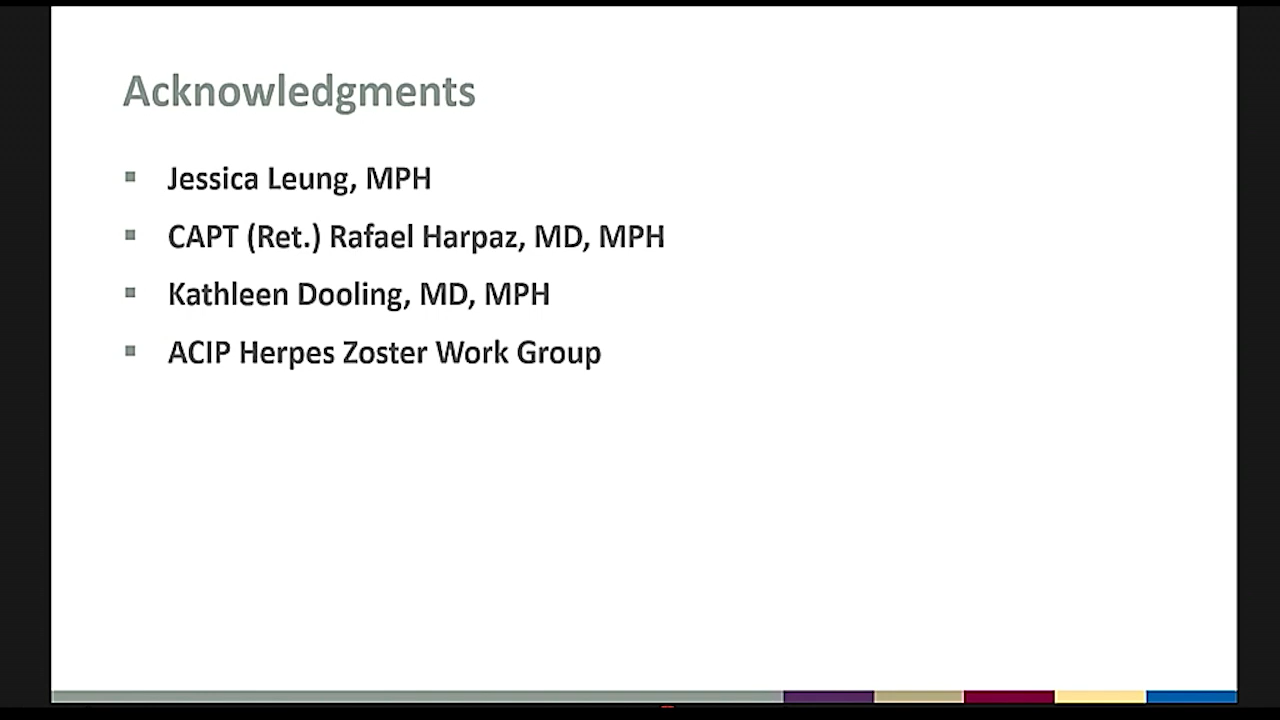 Acknowledgments
Jessica Leung, MPH
CAPT (Ret.) Rafael Harpaz, MD, MPH
Kathleen Dooling, MD, MPH
ACIP Herpes Zoster Work Group